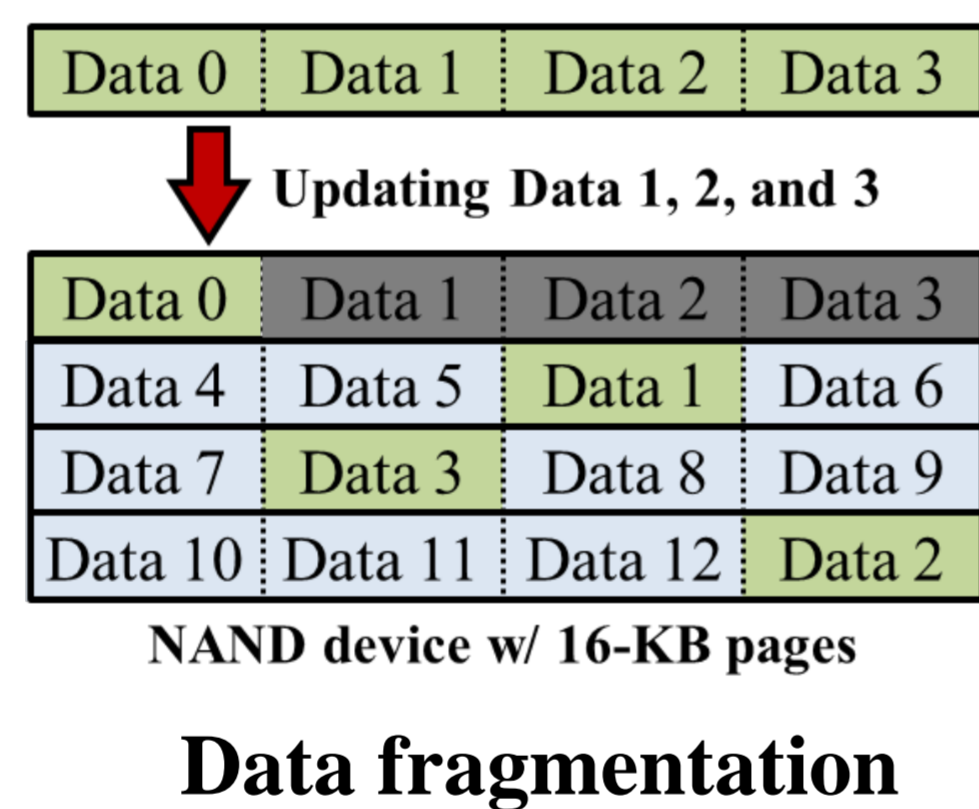 Data 0 Data 1 Data 2 Data 3
Updating Data 1, 2, and 3
Data 0 Data 1 Data 2 Data 3
Data 4 Data 5 Data 1 Data 6
Data 7 Data 3 Data 8 Data 9
Data 10 Data 11 Data 12 Data 2
NAND device w/ 16-KB pages
Data fragmentation